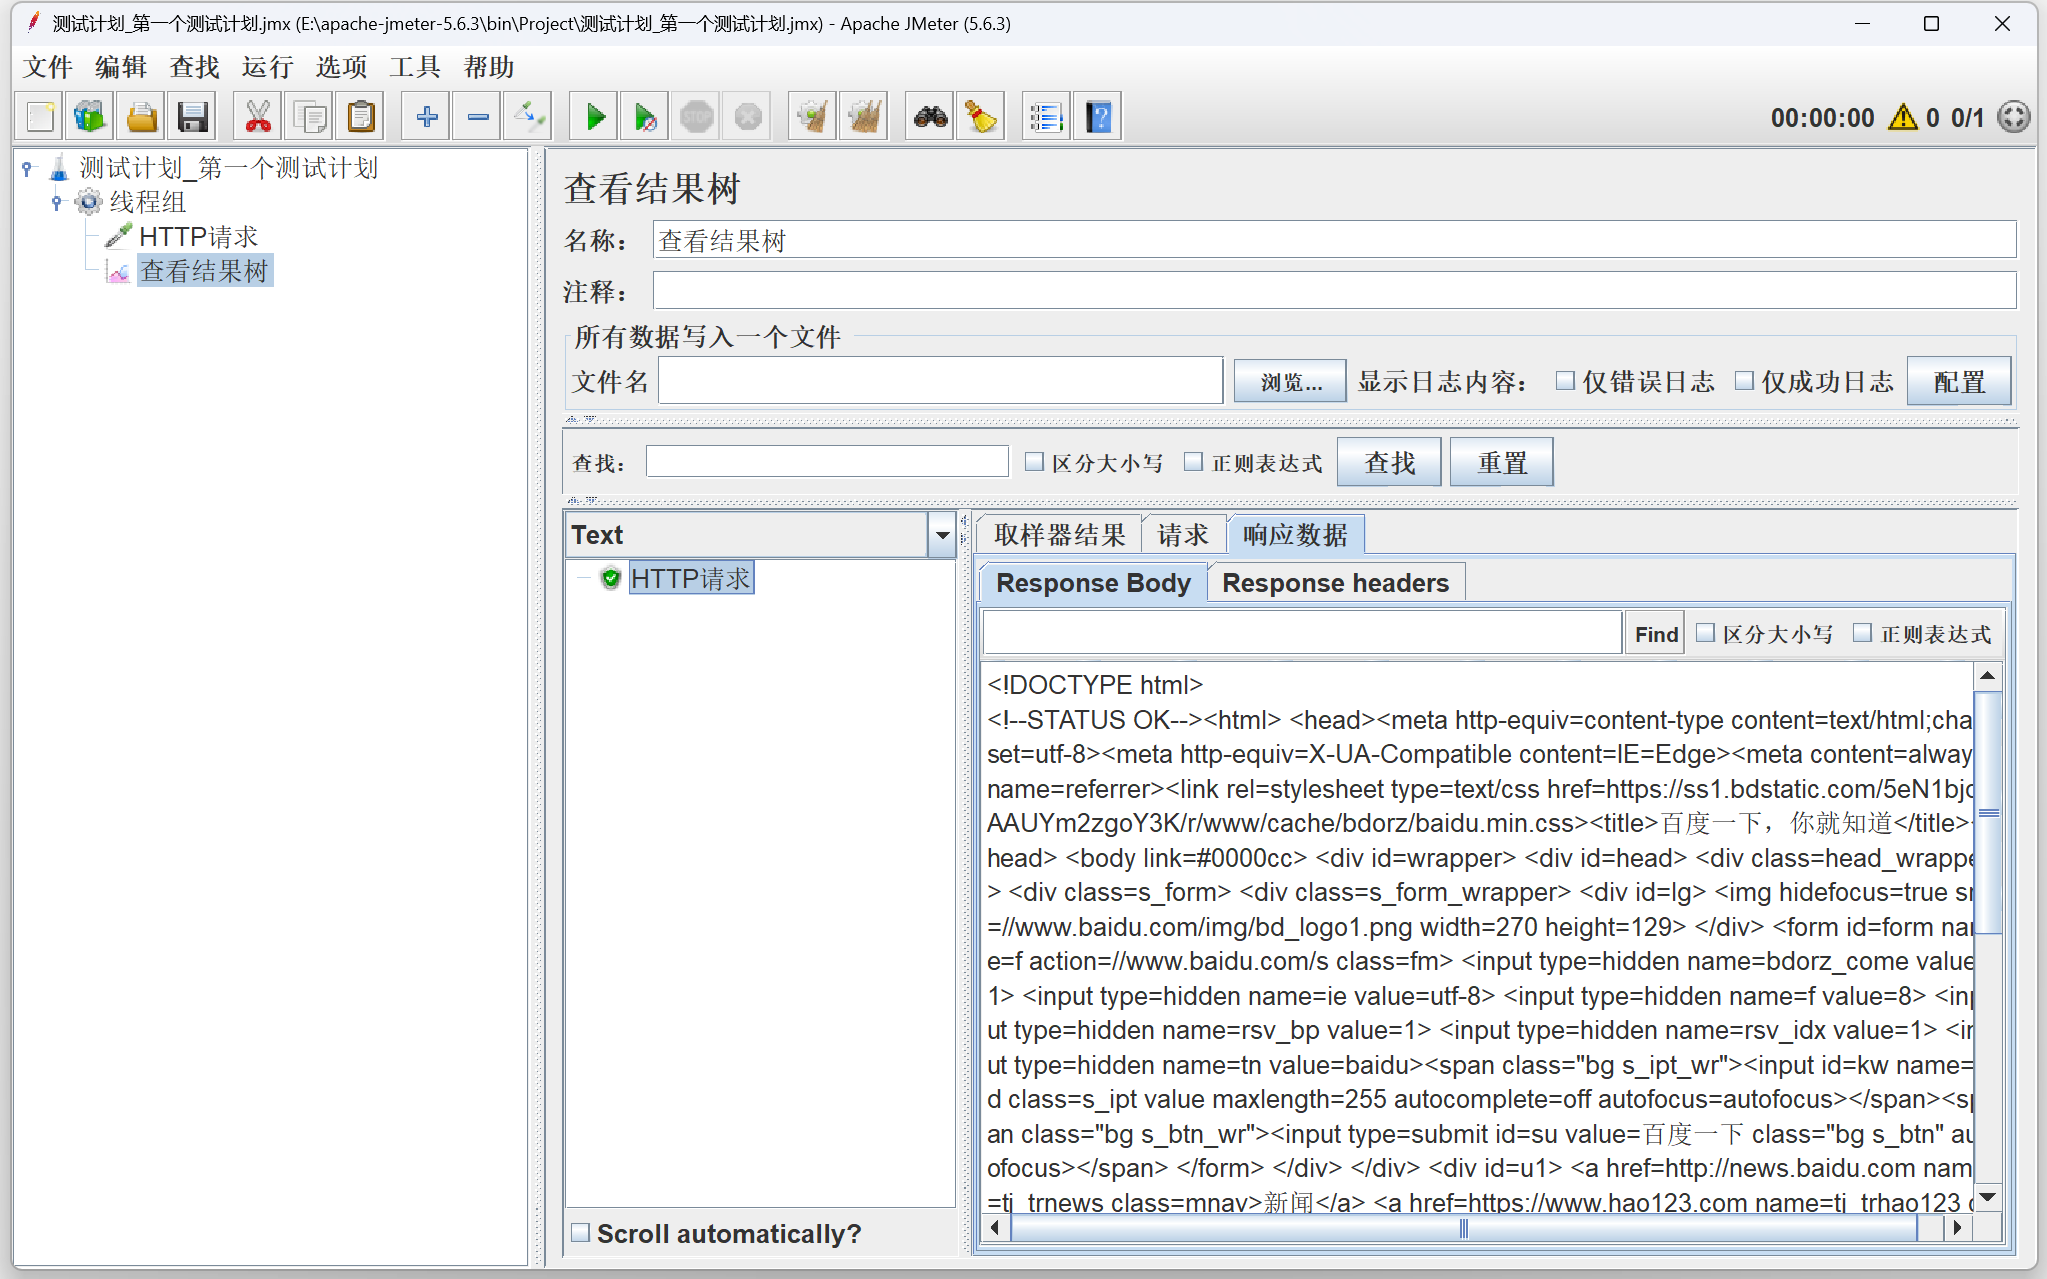 测试计划_第一个测试计划.jmx (E:\apache-jmeter-5.6.3\bin\Project\测试计划_第一个测试计划.jmx) - Apache JMeter (5.6.3)
文件 编辑 查找 运行 选项 工具 帮助
STOP
00:00:00 0 0/1
测试计划_第一个测试计划
线程组
HTTP请求
查看结果树
查看结果树
名称： 查看结果树
注释：
所有数据写入一个文件
文件名 浏览... 显示日志内容： 仅错误日志 仅成功日志 配置
查找： 区分大小写 正则表达式 查找 重置
Text
HTTP请求
Scroll automatically?
取样器结果 请求 响应数据
Response Body Response headers
Find 区分大小写 正则表达式
<!DOCTYPE html>
<!--STATUS OK--><html> <head><meta http-equiv=content-type content=text/html;cha
set=utf-8><meta http-equiv=X-UA-Compatible content=IE=Edge><meta content=alway
name=referrer><link rel=stylesheet type=text/css href=https://ss1.bdstatic.com/5eN1bjc
AAUYm2zgoY3K/r/www/cache/bdorz/baidu.min.css><title>百度一下，你就知道</title><
head> <body link=#0000cc> <div id=wrapper> <div id=head> <div class=head_wrappe
> <div class=s_form> <div class=s_form_wrapper> <div id=lg> <img hidefocus=true sr
=//www.baidu.com/img/bd_logo1.png width=270 height=129> </div> <form id=form nam
e=f action=//www.baidu.com/s class=fm> <input type=hidden name=bdorz_come value
1> <input type=hidden name=ie value=utf-8> <input type=hidden name=f value=8> <inp
ut type=hidden name=rsv_bp value=1> <input type=hidden name=rsv_idx value=1> <in
ut type=hidden name=tn value=baidu><span class="bg s_ipt_wr"><input id=kw name=
d class=s_ipt value maxlength=255 autocomplete=off autofocus=autofocus></span><sp
an class="bg s_btn_wr"><input type=submit id=su value=百度一下 class="bg s_btn" au
ofocus></span> </form> </div> </div> <div id=u1> <a href=http://news.baidu.com nam
=tj_trnews class=mnav>新闻</a> <a href=https://www.hao123.com name=tj_trhao123 c